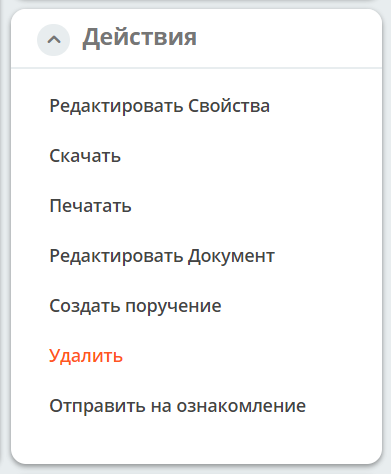 Действия
Редактировать Свойства
Скачать
Печатать
Редактировать Документ
Создать поручение
Удалить
Отправить на ознакомление